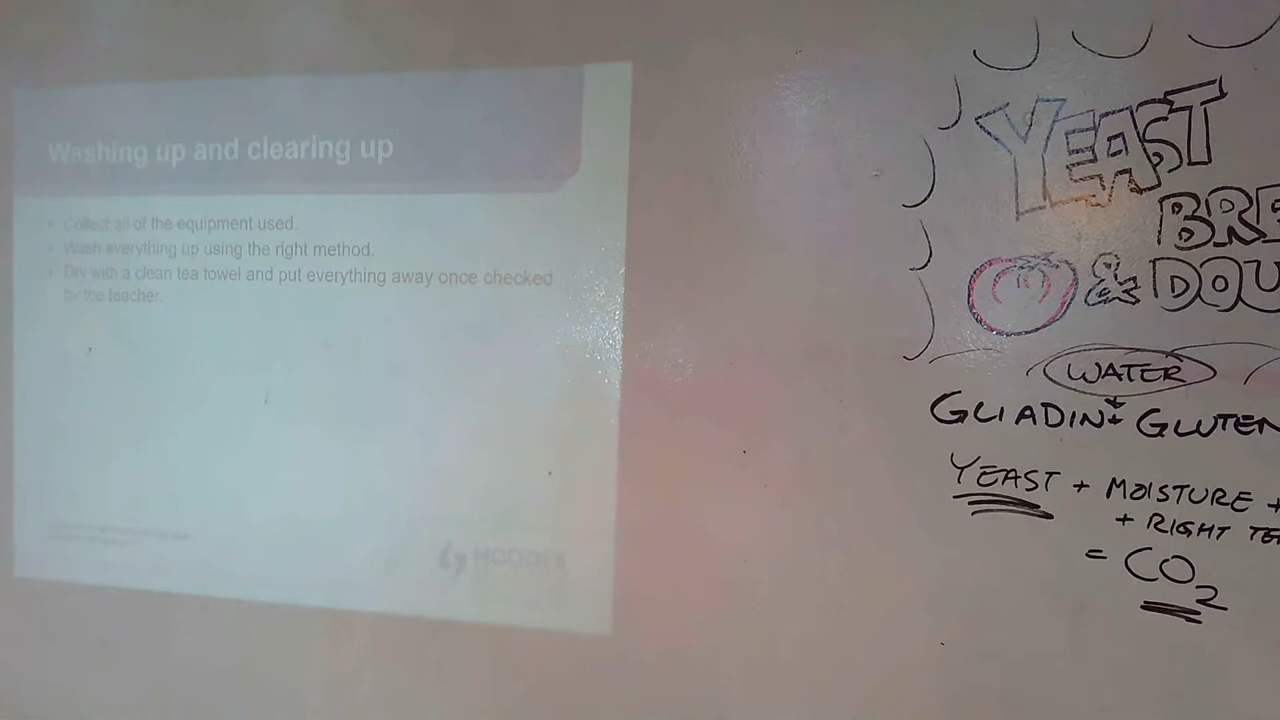 Washing up and clearing up
• Collect all of the equipment used.
• Wash everything up using the right method.
• Dry with a clean tea towel and put everything away once checked
by the teacher.
HODDER
YEAST
BRE
& DOU
WATER
GLIADIN + GLUTEN
YEAST + MOISTURE +
+ RIGHT TE
= CO₂